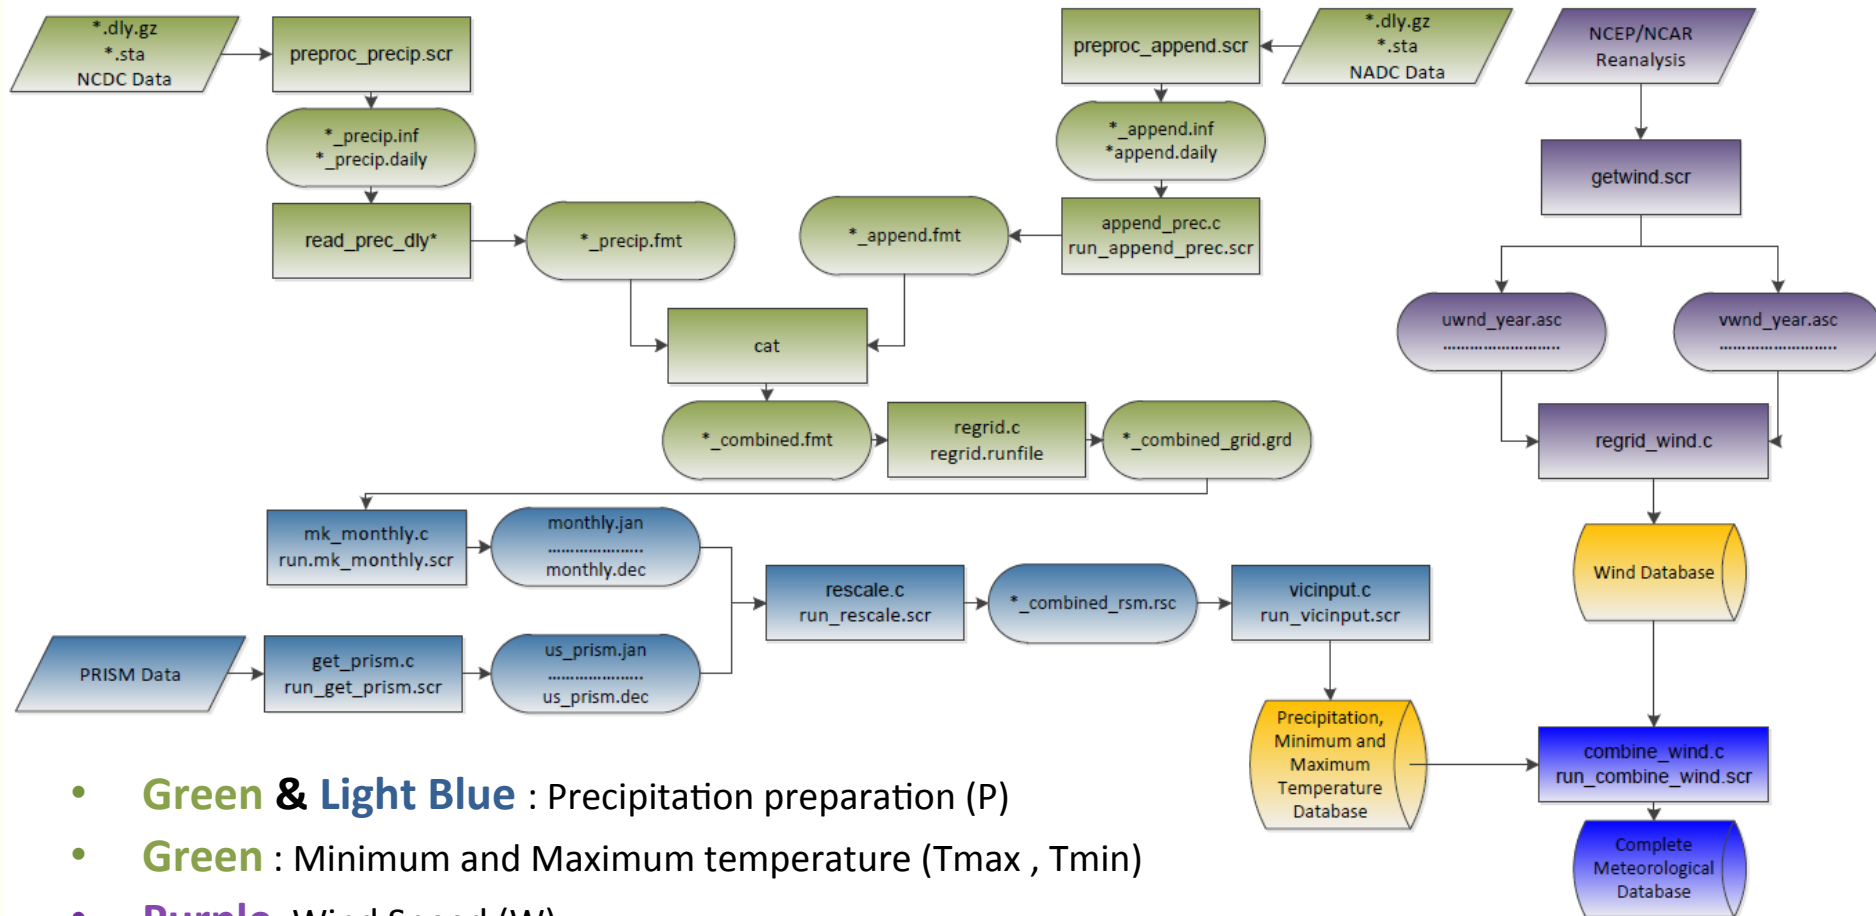 *.dly.gz
*.sta
NCDC Data
preproc_precip.scr
preproc_append.scr
*.dly.gz
*.sta
NADC Data
NCEP/NCAR
Reanalysis
*_precip.inf
*_precip.daily
*_append.inf
*append.daily
getwind.scr
read_prec_dly*
*_precip.fmt
*_append.fmt
append_prec.c
run_append_prec.scr
uwnd_year.asc
........................
vwnd_year.asc
........................
cat
*_combined.fmt
regrid.c
regrid.runfile
*_combined_grid.grd
regrid_wind.c
mk_monthly.c
run.mk_monthly.scr
monthly.jan
.....................
monthly.dec
rescale.c
run_rescale.scr
*_combined_rsm.rsc
vicinput.c
run_vicinput.scr
Wind Database
PRISM Data
get_prism.c
run_get_prism.scr
us_prism.jan
.....................
us_prism.dec
Precipitation,
Minimum and
Maximum
Temperature
Database
combine_wind.c
run_combine_wind.scr
Complete
Meteorological
Database
• Green & Light Blue : Precipitation preparation (P)
• Green : Minimum and Maximum temperature (Tmax , Tmin)
• Purple Wind Speed (W)